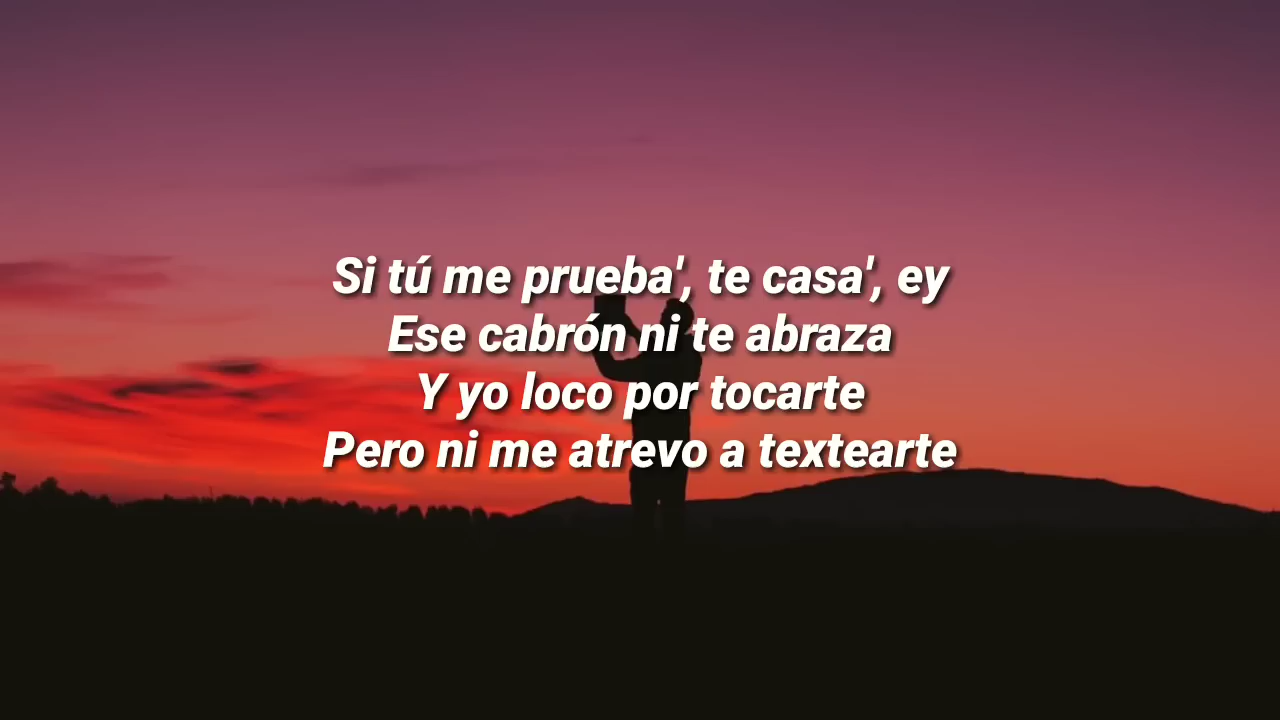 Si tú me prueba', te casa', ey
Ese cabrón ni te abraza
Y yo loco por tocarte
Pero ni me atrevo a textearte